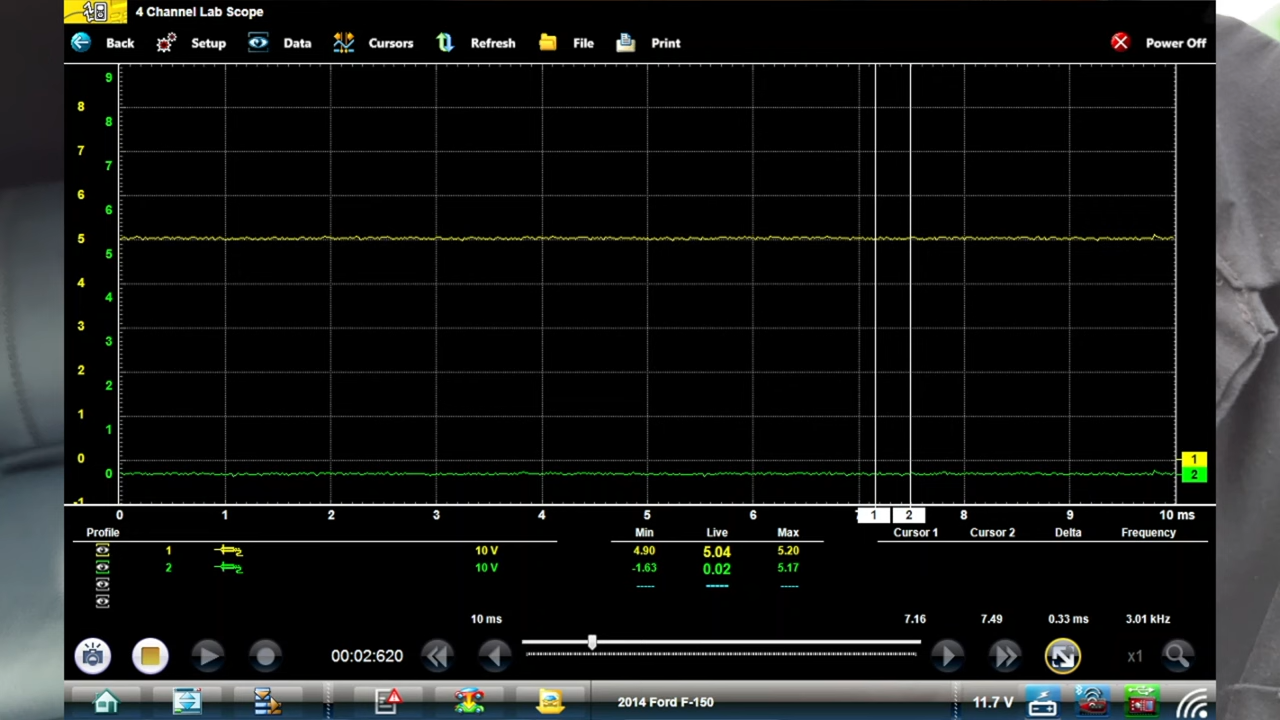 4 Channel Lab Scope
Back Setup Data Cursors Refresh File Print Power Off
9
8
8
7
7
6
6
5
5
4
4
3
3
2
2
1
1
0
0
-1
1
2
0 1 2 3 4 5 6 1 2 8 9 10 ms
Profile Min Live Max Cursor 1 Cursor 2 Delta Frequency
1 10 V 4.90 5.04 5.20
2 10 V -1.63 0.02 5.17
----- ----- -----
10 ms 7.16 7.49 0.33 ms 3.01 kHz
00:02:620 x1
2014 Ford F-150 11.7 V